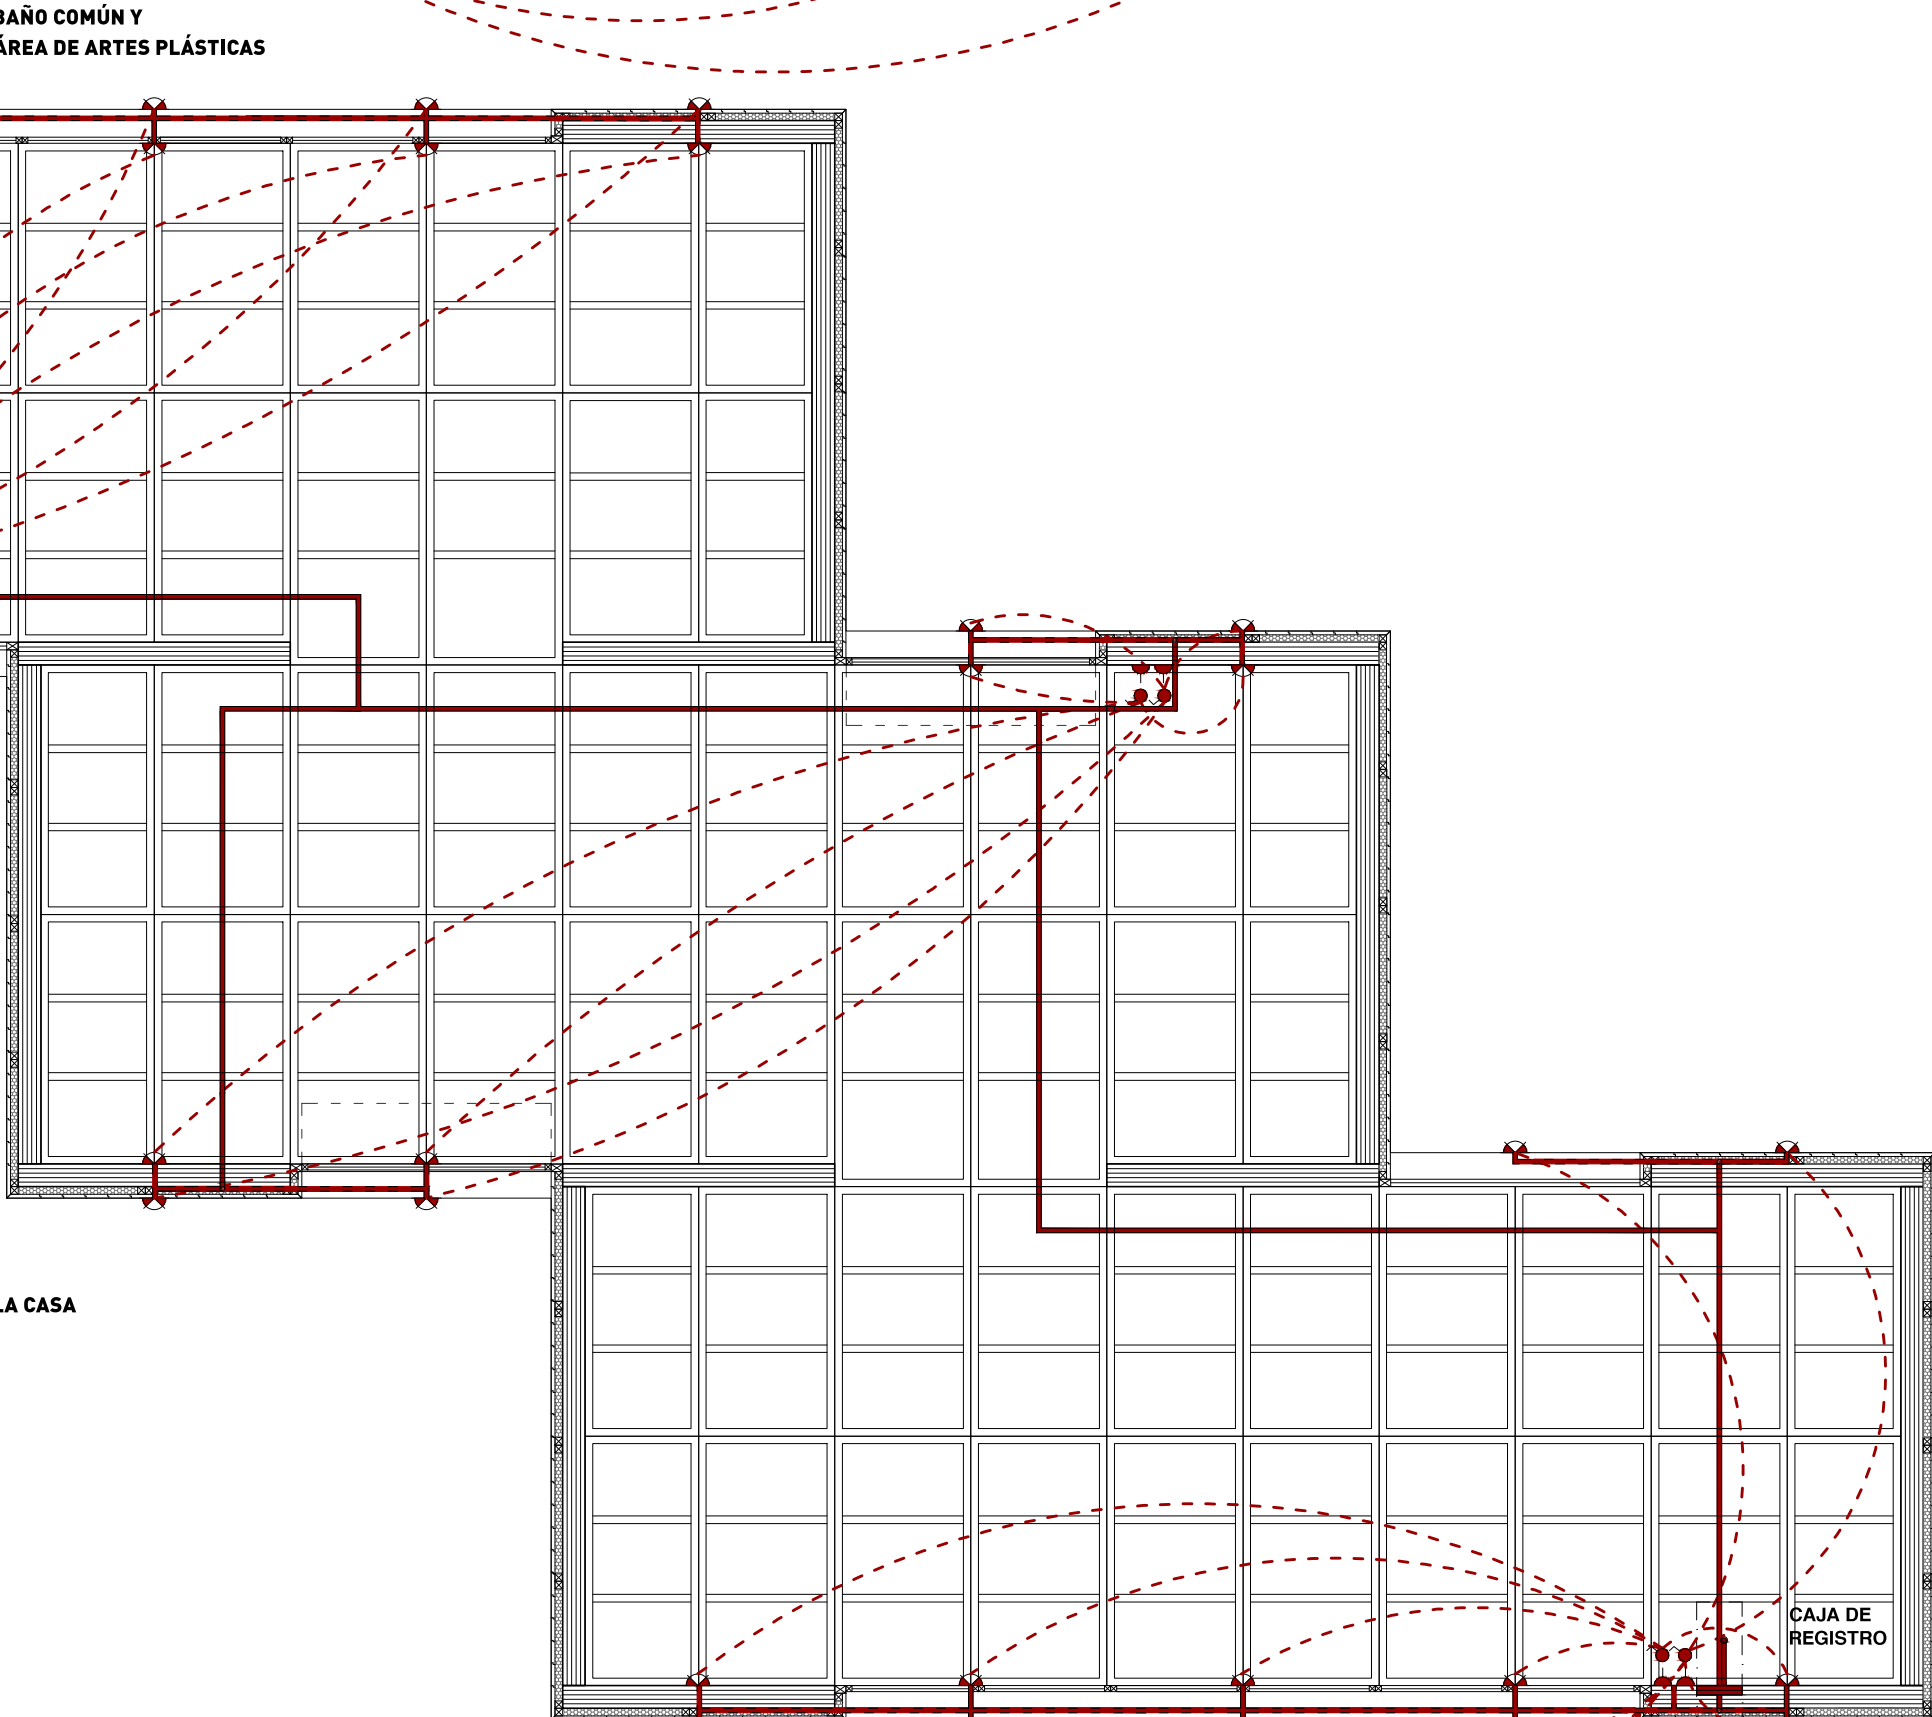 BAÑO COMÚN Y
ÁREA DE ARTES PLÁSTICAS
LA CASA
CAJA DE
REGISTRO